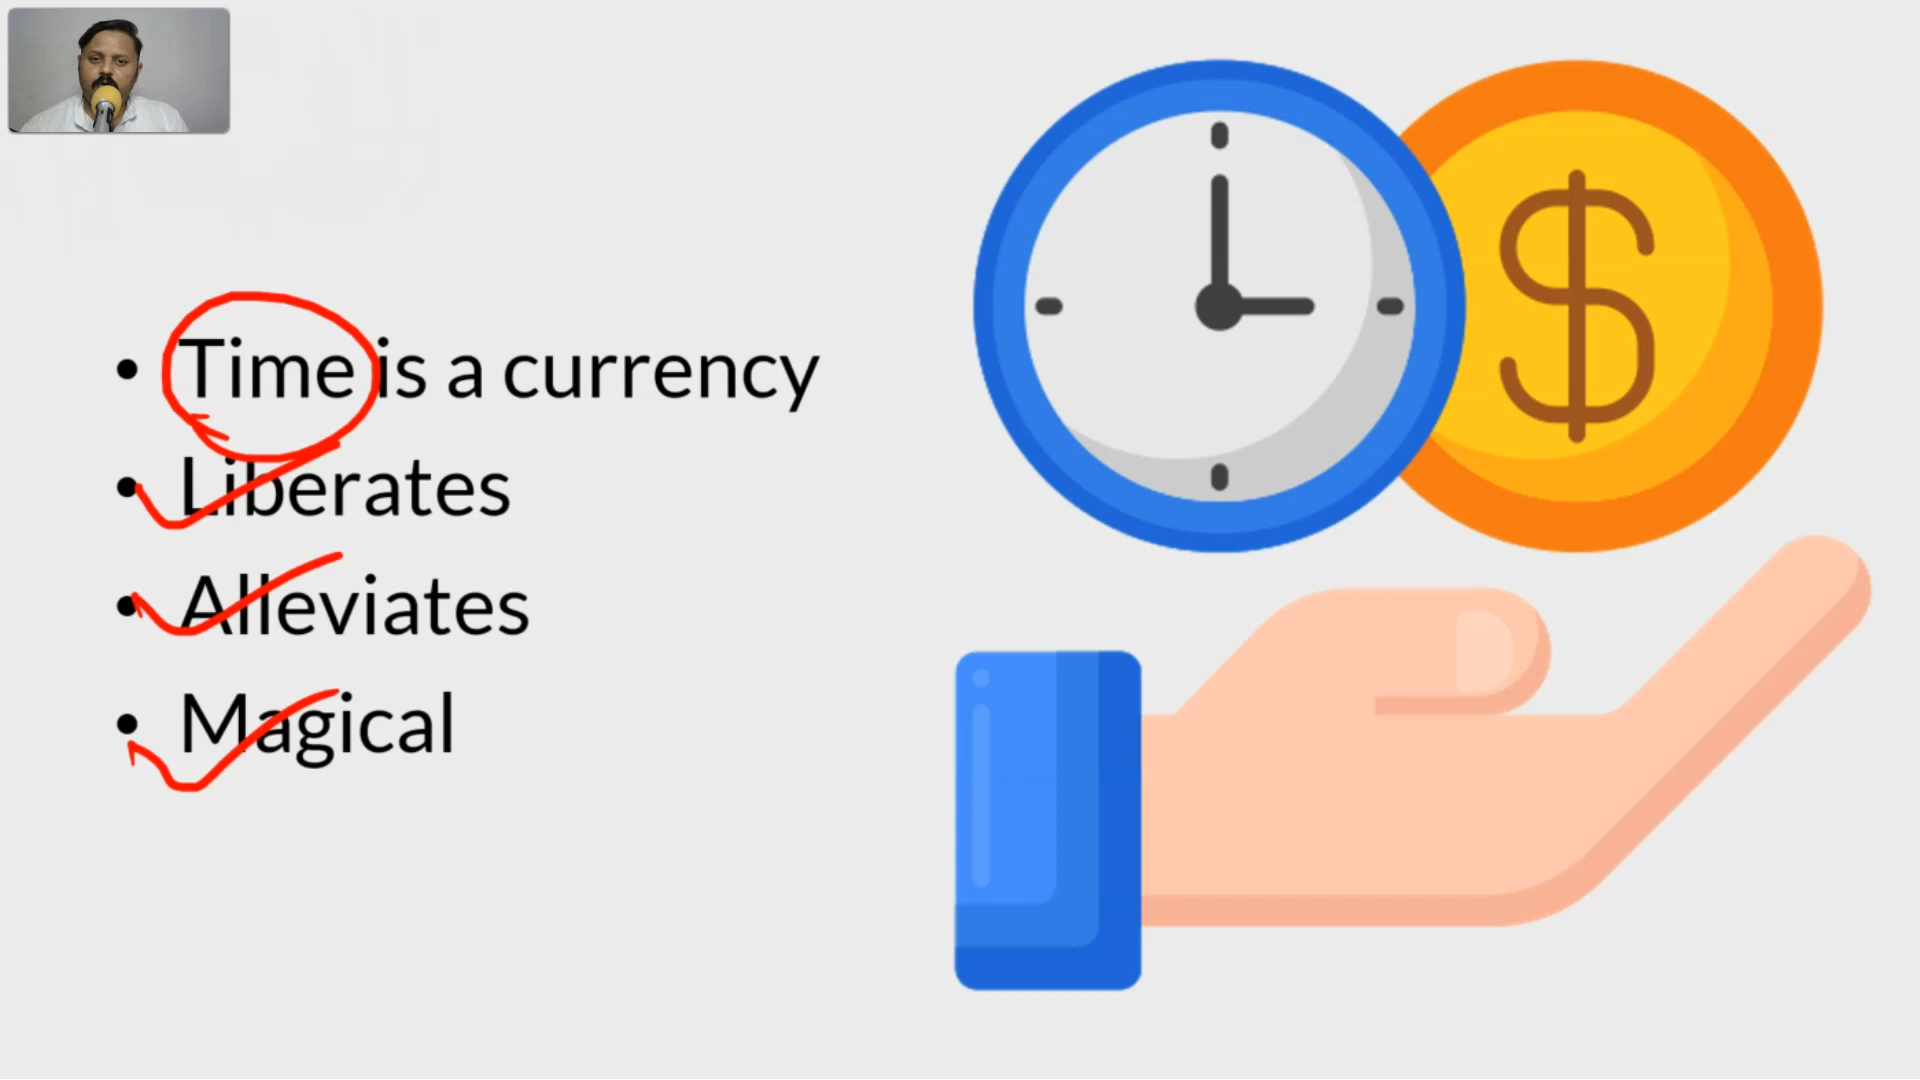 • Time is a currency
• Liberates
• Alleviates
• Magical
$